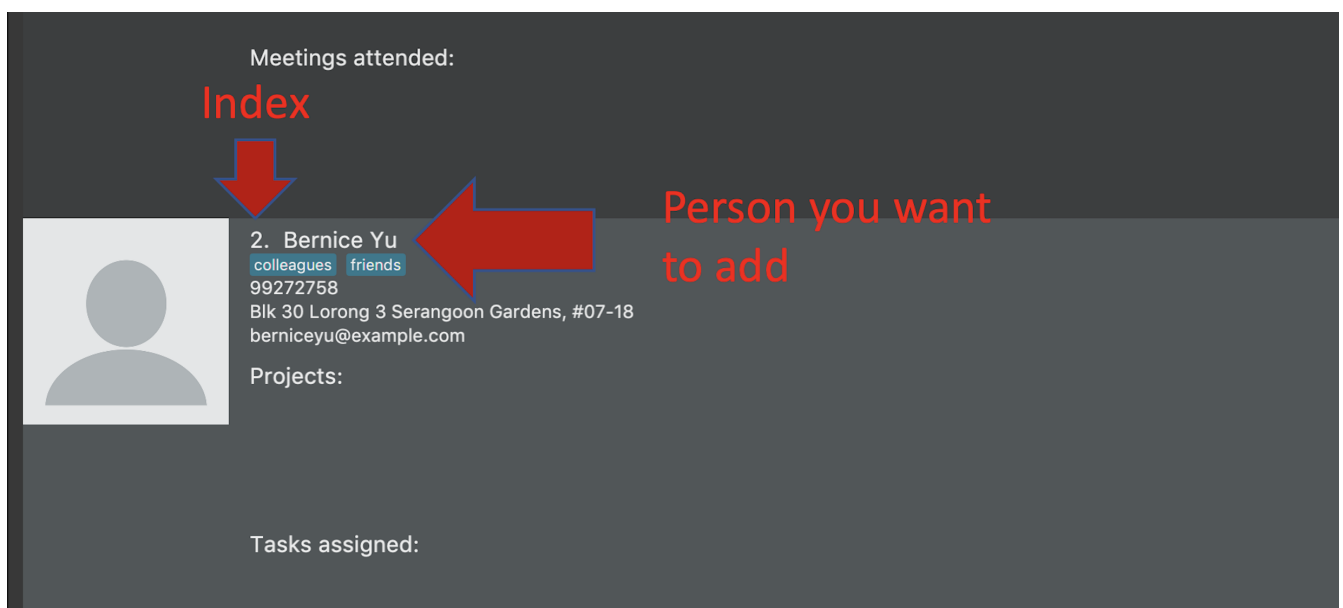 Meetings attended:
Index
Person you want
to add
2. Bernice Yu
colleagues friends
99272758
Blk 30 Lorong 3 Serangoon Gardens, #07-18
berniceyu@example.com
Projects:
Tasks assigned: